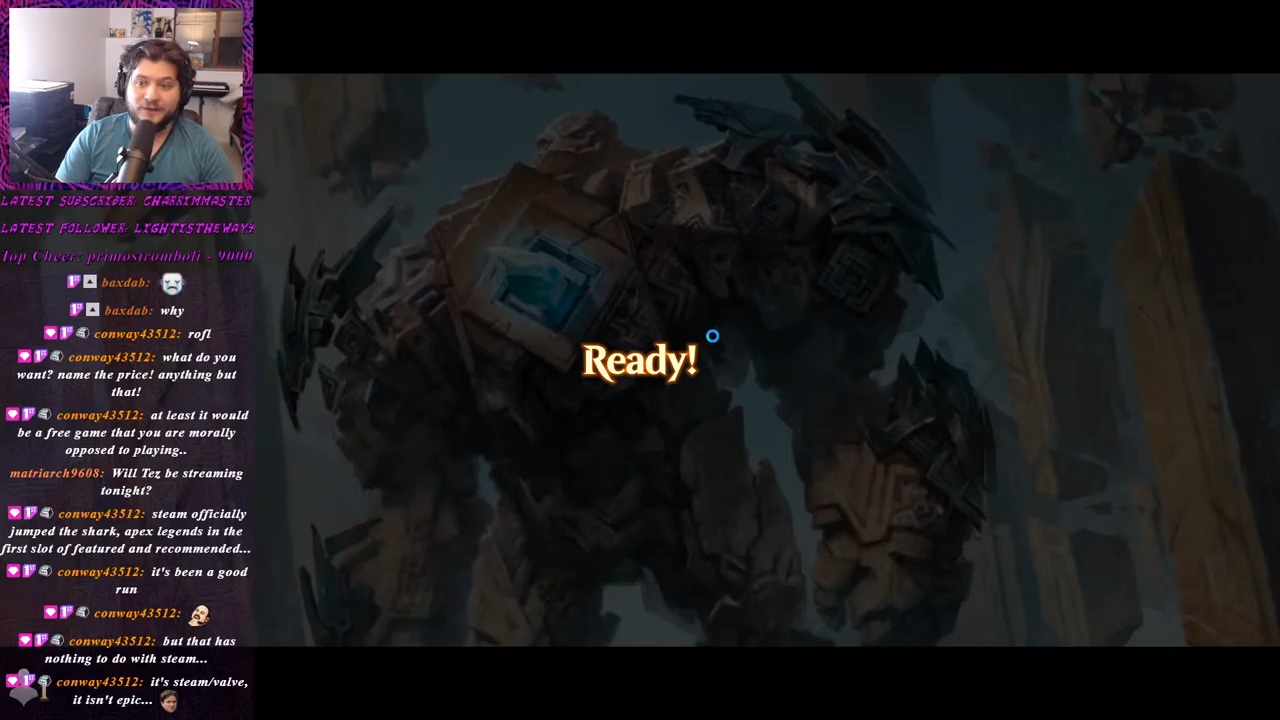 LATEST SUBSCRIBER: CHARRIMMASTER
LATEST FOLLOWER: LIGHTISTHEWAY
Top Cheer: primostromboli - 9000
baxdab:
baxdab: why
conway43512: rofl
conway43512: what do you
want? name the price! anything but
that!
conway43512: at least it would
be a free game that you are morally
opposed to playing..
matriarch9608: Will Tez be streaming
tonight?
conway43512: steam officially
jumped the shark, apex legends in the
first slot of featured and recommended...
conway43512: it's been a good
run
conway43512:
conway43512: but that has
nothing to do with steam...
conway43512: it's steam/valve,
it isn't epic...
Ready!